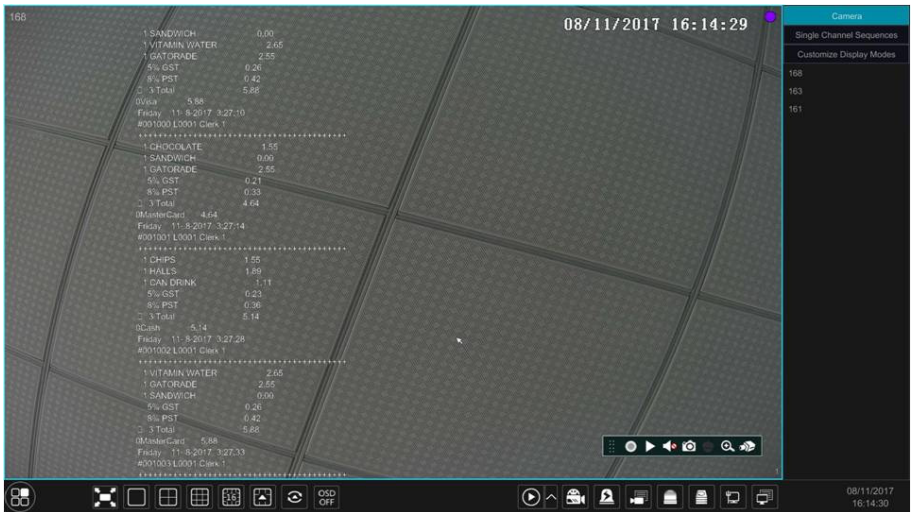 168
08/11/2017 16:14:29
1 SANDWICH 0.00
1 VITAMIN WATER 2.65
1 GATORADE 2.55
5% GST 0.26
8% PST 0.42
3 Total 5.88
0Visa 5.88
Friday 11- 8-2017 3:27:10
#001000 L0001 Clerk 1
++++++++++++++++++++++++++++++++++++++
1 CHOCOLATE 1.55
1 SANDWICH 0.00
1 GATORADE 2.55
5% GST 0.21
8% PST 0.33
3 Total 4.64
0MasterCard 4.64
Friday 11- 8-2017 3:27:14
#001001 L0001 Clerk 1
++++++++++++++++++++++++++++++++++++++
1 CHIPS 1.55
1 HALLS 1.89
1 CAN DRINK 1.11
5% GST 0.23
8% PST 0.36
3 Total 5.14
0Cash 5.14
Friday 11- 8-2017 3:27:28
#001002 L0001 Clerk 1
++++++++++++++++++++++++++++++++++++++
1 VITAMIN WATER 2.65
1 GATORADE 2.55
1 SANDWICH 0.00
5% GST 0.26
8% PST 0.42
3 Total 5.88
0MasterCard 5.88
Friday 11- 8-2017 3:27:33
#001003 L0001 Clerk 1
++++++++++++++++++++++++++++++++++++++
1
Camera
Single Channel Sequences
Customize Display Modes
168
163
161
16
OSD
OFF
08/11/2017
16:14:30